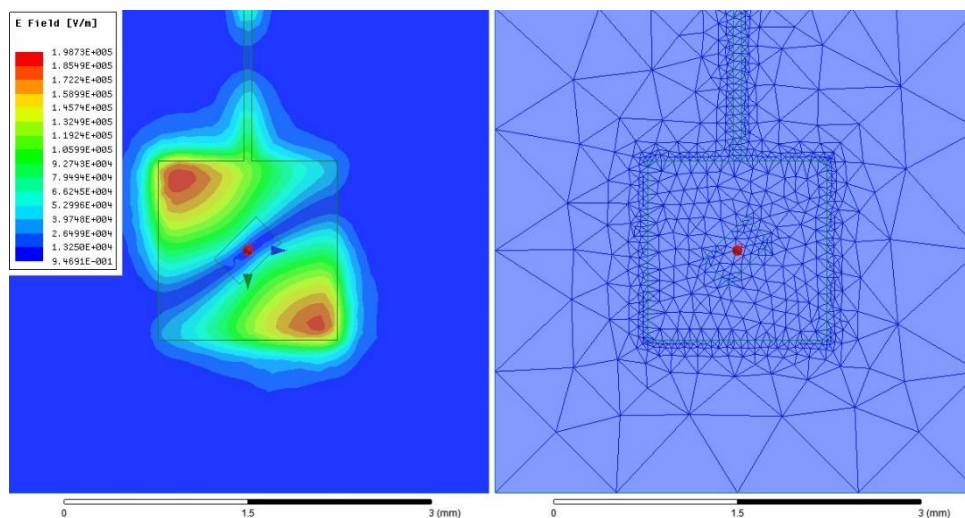 E Field [V/m]
1.9873E+005
1.8549E+005
1.7224E+005
1.5899E+005
1.4574E+005
1.3249E+005
1.1924E+005
1.0599E+005
9.2743E+004
7.9494E+004
6.6245E+004
5.2996E+004
3.9748E+004
2.6499E+004
1.3250E+004
9.4691E-001
0 1.5 3 (mm)
0 1.5 3 (mm)